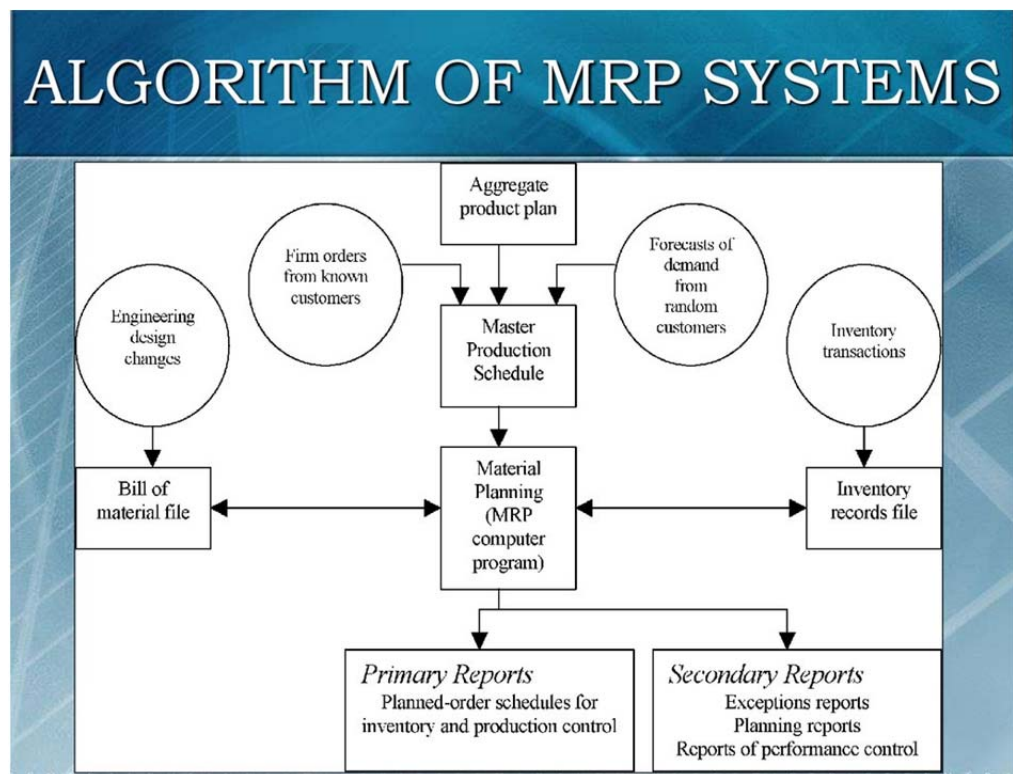 ALGORITHM OF MRP SYSTEMS
Aggregate
product plan
Firm orders
from known
customers
Forecasts of
demand
from
random
customers
Engineering
design
changes
Master
Production
Schedule
Inventory
transactions
Bill of
material file
Material
Planning
(MRP
computer
program)
Inventory
records file
Primary Reports
Planned-order schedules for
inventory and production control
Secondary Reports
Exceptions reports
Planning reports
Reports of performance control